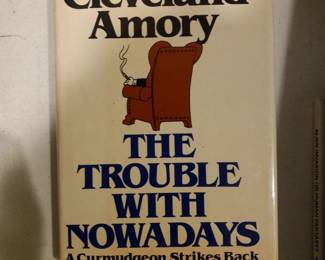 Cleveland
Amory
THE
TROUBLE
WITH
NOWADAYS
A Curmudgeon Strikes Back